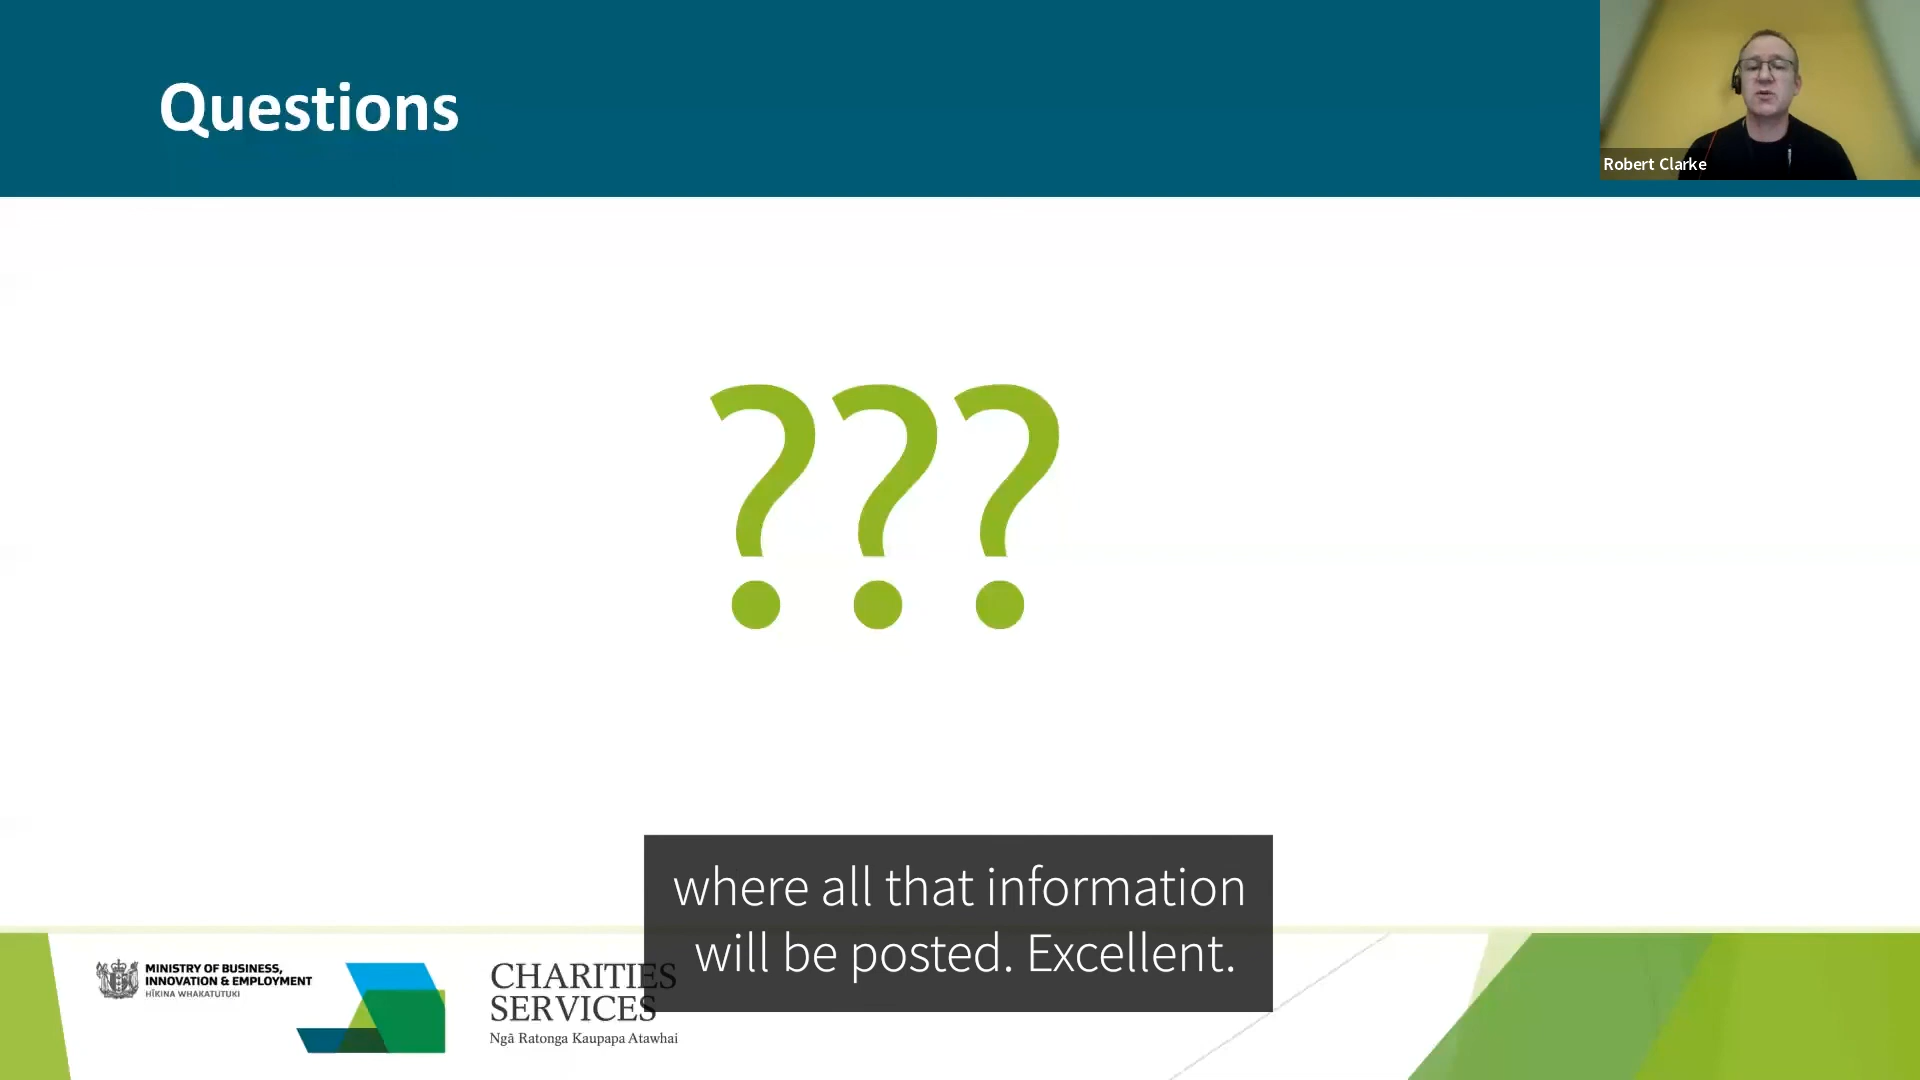 Questions
Robert Clarke
???
where all that information
will be posted. Excellent.
MINISTRY OF BUSINESS,
INNOVATION & EMPLOYMENT
HĪKINA WHAKATUTUKI
CHARITIES
SERVICES
Ngā Ratonga Kaupapa Atawhai